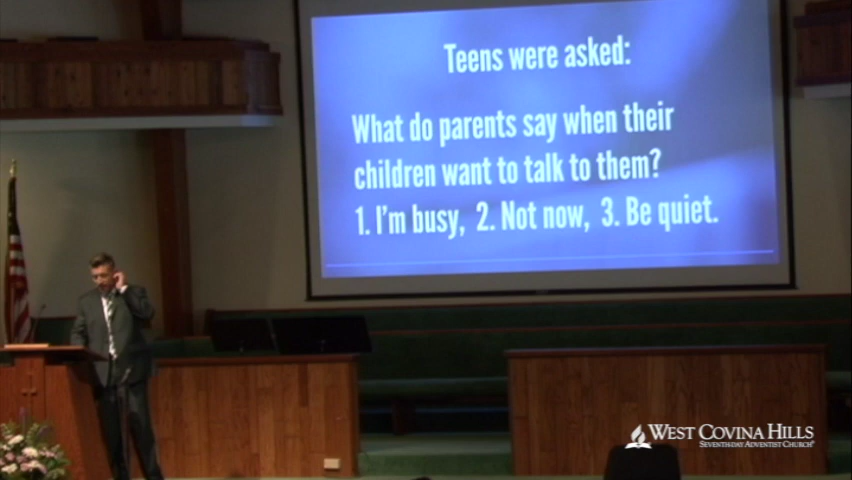 Teens were asked:
What do parents say when their
children want to talk to them?
1. I'm busy, 2. Not now, 3. Be quiet.
WEST COVINA HILLS
SEVENTH-DAY ADVENTIST CHURCH